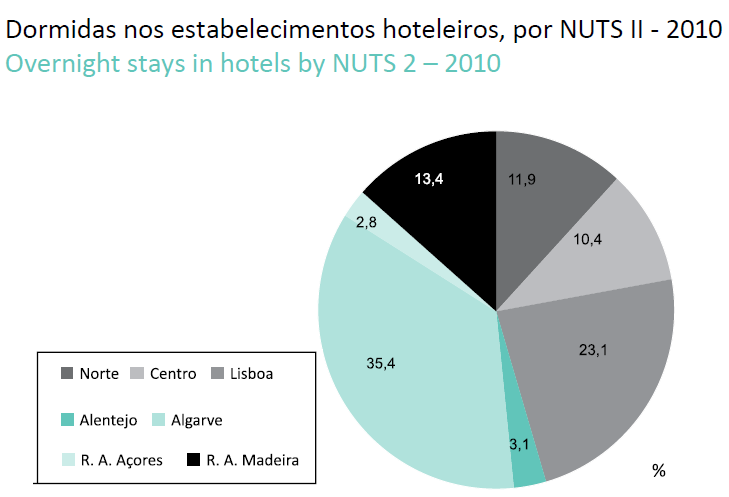 Dormidas nos estabelecimentos hoteleiros, por NUTS II - 2010
Overnight stays in hotels by NUTS 2 – 2010
13,4
11,9
2,8
10,4
23,1
35,4
3,1
Norte Centro Lisboa
Alentejo Algarve
R. A. Açores R. A. Madeira
%